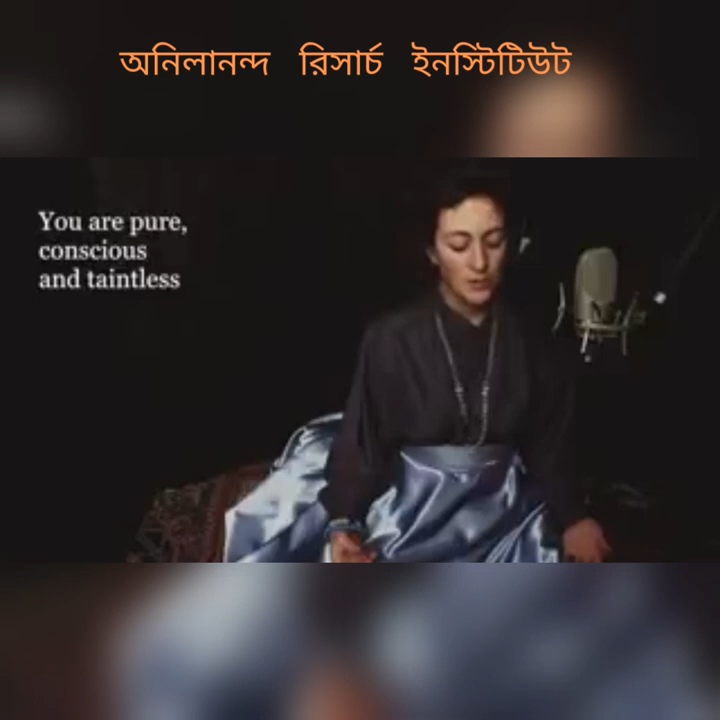 অনিলানন্দ রিসার্চ ইনস্টিটিউট
You are pure,
conscious
and taintless